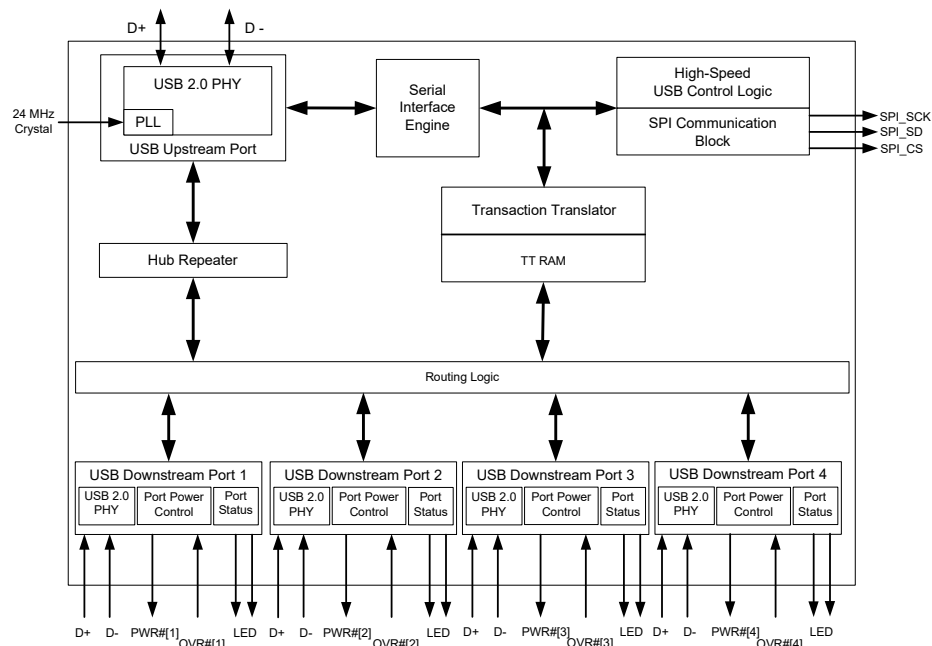 D+
D -
USB 2.0 PHY
PLL
USB Upstream Port
24 MHz
Crystal
Serial
Interface
Engine
High-Speed
USB Control Logic
SPI Communication
Block
SPI_SCK
SPI_SD
SPI_CS
Transaction Translator
TT RAM
Hub Repeater
Routing Logic
USB Downstream Port 1
USB 2.0
PHY
Port Power
Control
Port
Status
USB Downstream Port 2
USB 2.0
PHY
Port Power
Control
Port
Status
USB Downstream Port 3
USB 2.0
PHY
Port Power
Control
Port
Status
USB Downstream Port 4
USB 2.0
PHY
Port Power
Control
Port
Status
D+
D-
PWR#[1]
OVR#[1]
LED
D+
D-
PWR#[2]
OVR#[2]
LED
D+
D-
PWR#[3]
OVR#[3]
LED
D+
D-
PWR#[4]
OVR#[4]
LED